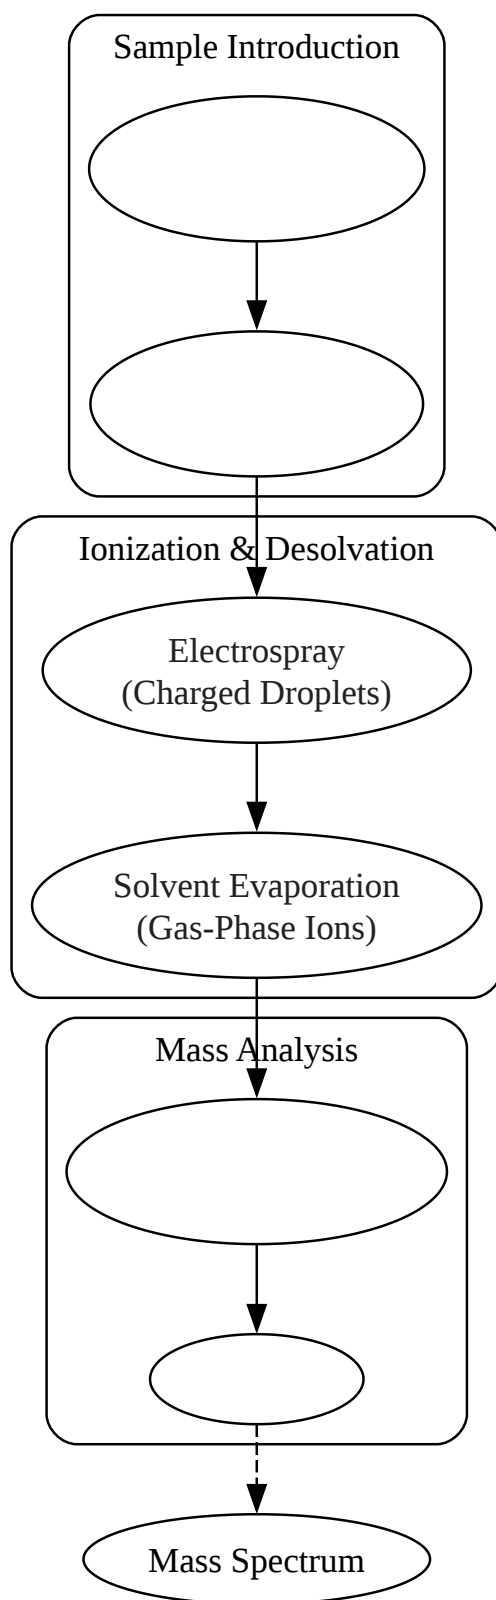 Sample Introduction
Ionization & Desolvation
Electrospray
(Charged Droplets)
Solvent Evaporation
(Gas-Phase Ions)
Mass Analysis
Mass Spectrum